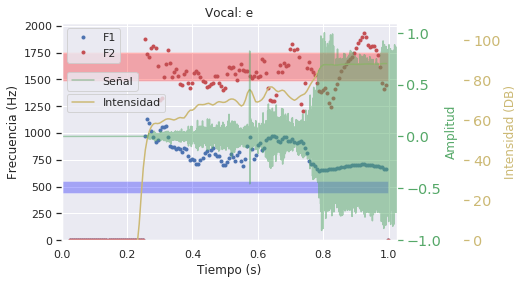 Vocal: e
F1
F2
Señal
Intensidad
Frecuencia (Hz)
2000
1750
1500
1250
1000
750
500
250
0
0.0 0.2 0.4 0.6 0.8 1.0
Tiempo (s)
1.0
0.5
0.0
−0.5
−1.0
Amplitud
100
80
60
40
20
0
Intensidad (DB)